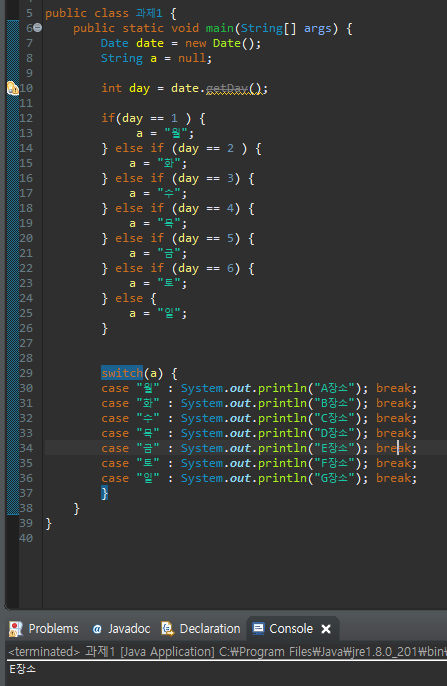 5 public class 과제1 {
6 public static void main(String[] args) {
7 Date date = new Date();
8 String a = null;
9
10 int day = date.getDay();
11
12 if(day == 1 ) {
13 a = "월";
14 } else if (day == 2 ) {
15 a = "화";
16 } else if (day == 3) {
17 a = "수";
18 } else if (day == 4) {
19 a = "목";
20 } else if (day == 5) {
21 a = "금";
22 } else if (day == 6) {
23 a = "토";
24 } else {
25 a = "일";
26 }
27
28
29 switch(a) {
30 case "월" : System.out.println("A장소"); break;
31 case "화" : System.out.println("B장소"); break;
32 case "수" : System.out.println("C장소"); break;
33 case "목" : System.out.println("D장소"); break;
34 case "금" : System.out.println("E장소"); break;
35 case "토" : System.out.println("F장소"); break;
36 case "일" : System.out.println("G장소"); break;
37 }
38 }
39 }
40
Problems @ Javadoc Declaration Console
<terminated> 과제1 [Java Application] C:₩Program Files₩Java₩jre1.8.0_201₩bin₩
E장소